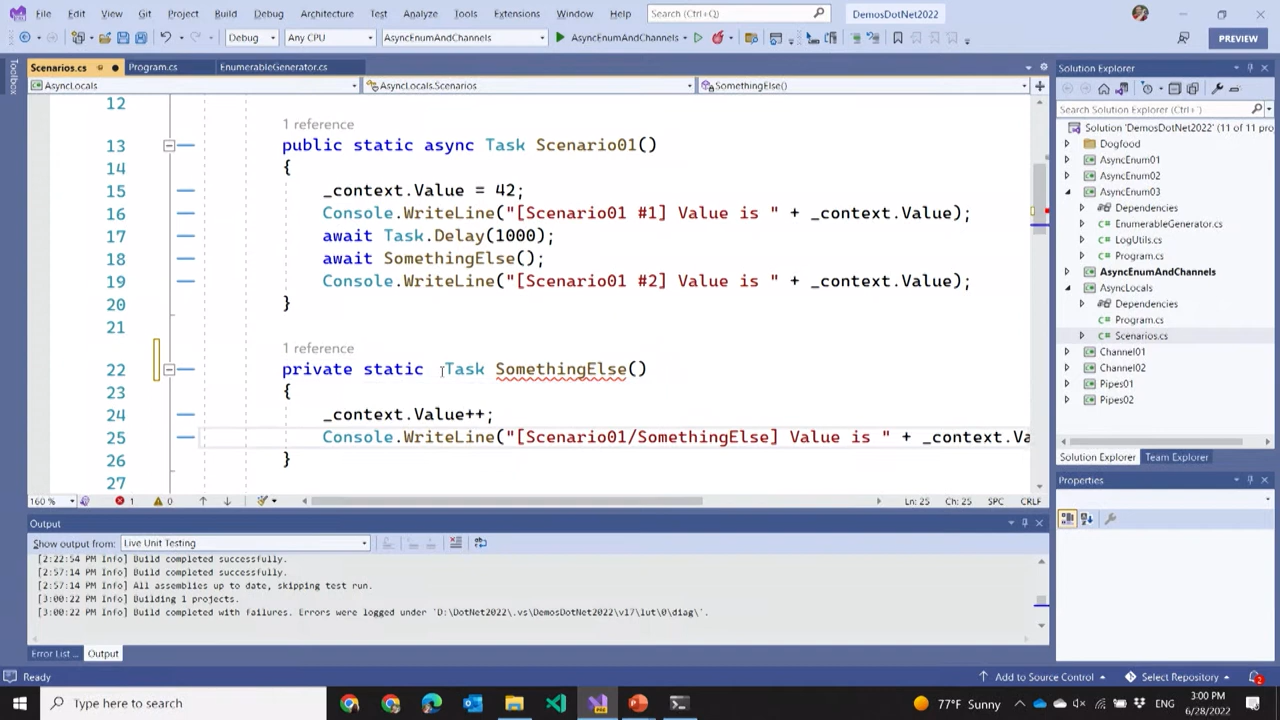 File Edit View Git Project Build Debug Architecture Test Analyze Tools Extensions Window Help Search (Ctrl+Q) DemosDotNet2022
Debug Any CPU AsyncEnumAndChannels AsyncEnumAndChannels PREVIEW
Toolbox
Scenarios.cs Program.cs EnumerableGenerator.cs
AsyncLocals AsyncLocals.Scenarios SomethingElse()
12
1 reference
13 public static async Task Scenario01()
14 {
15 _context.Value = 42;
16 Console.WriteLine("[Scenario01 #1] Value is " + _context.Value);
17 await Task.Delay(1000);
18 await SomethingElse();
19 Console.WriteLine("[Scenario01 #2] Value is " + _context.Value);
20 }
21
1 reference
22 private static Task SomethingElse()
23 {
24 _context.Value++;
25 Console.WriteLine("[Scenario01/SomethingElse] Value is " + _context.Va
26 }
27
160 % 1 0 Ln: 25 Ch: 25 SPC CRLF
Output
Show output from: Live Unit Testing
[2:22:54 PM Info] Build completed successfully.
[2:57:14 PM Info] Build completed successfully.
[2:57:14 PM Info] All assemblies up to date, skipping test run.
[3:00:22 PM Info] Building 1 projects.
[3:00:22 PM Info] Build completed with failures. Errors were logged under 'D:\DotNet2022\.vs\DemosDotNet2022\v17\lut\0\diag\'.
Error List ... Output
Solution Explorer
Search Solution Explorer (Ctrl+')
Solution 'DemosDotNet2022' (11 of 11 pro
Dogfood
AsyncEnum01
AsyncEnum02
AsyncEnum03
Dependencies
EnumerableGenerator.cs
LogUtils.cs
Program.cs
AsyncEnumAndChannels
AsyncLocals
Dependencies
Program.cs
Scenarios.cs
Channel01
Channel02
Pipes01
Pipes02
Solution Explorer Team Explorer
Properties
Ready Add to Source Control Select Repository 2
Type here to search 77°F Sunny ENG 3:00 PM
6/28/2022